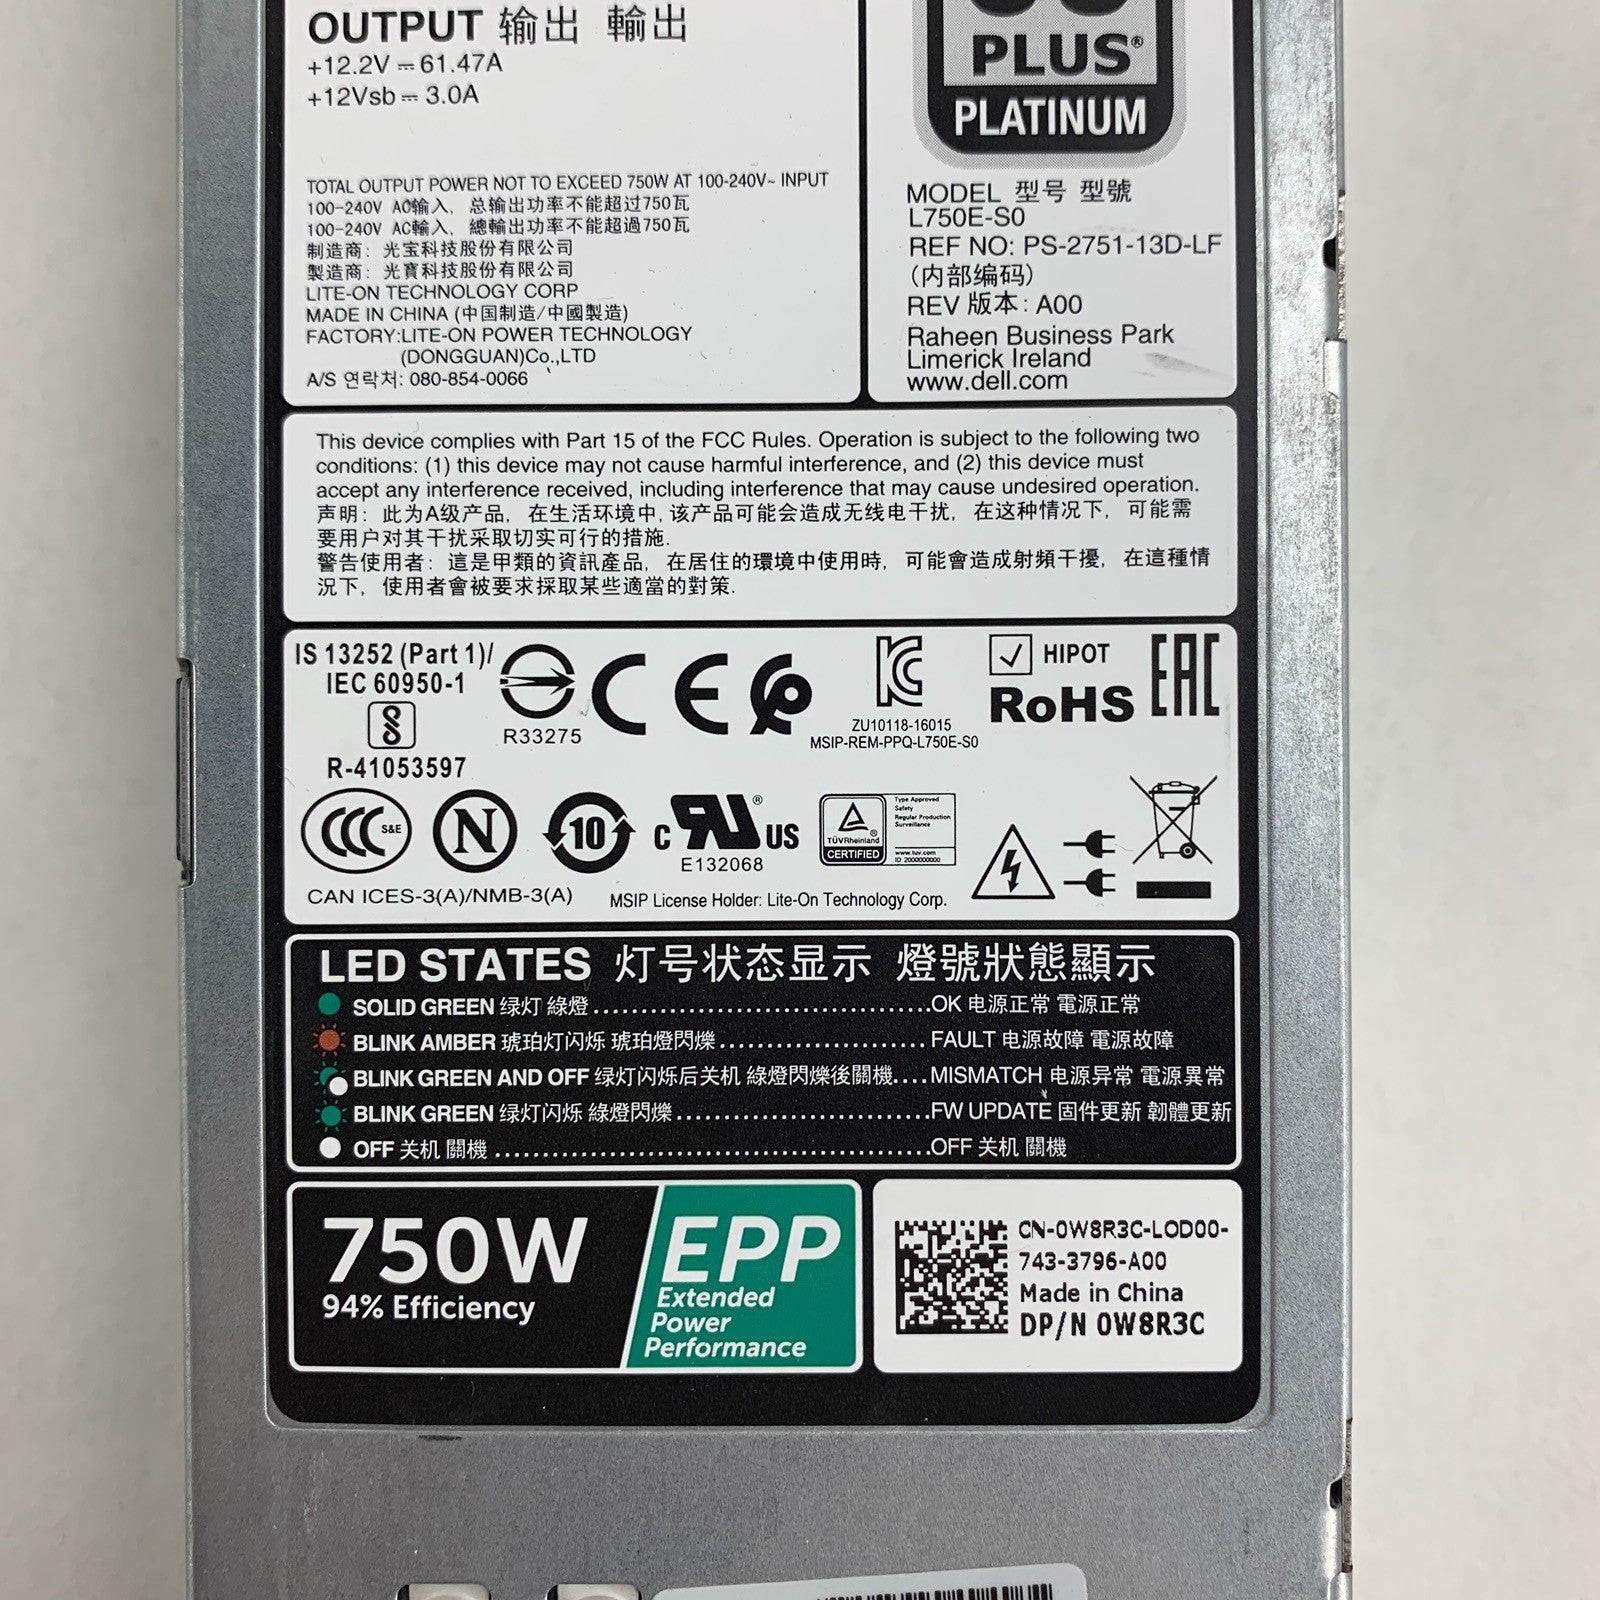 OUTPUT 输出 輸出
+12.2V ⎓ 61.47A
+12Vsb ⎓ 3.0A
TOTAL OUTPUT POWER NOT TO EXCEED 750W AT 100-240V~ INPUT
100-240V AC输入, 总输出功率不能超过750瓦
100-240V AC輸入, 總輸出功率不能超過750瓦
制造商: 光宝科技股份有限公司
製造商: 光寶科技股份有限公司
LITE-ON TECHNOLOGY CORP
MADE IN CHINA (中国制造/中國製造)
FACTORY:LITE-ON POWER TECHNOLOGY
(DONGGUAN)Co.,LTD
A/S 연락처: 080-854-0066
PLUS®
PLATINUM
MODEL 型号 型號
L750E-S0
REF NO: PS-2751-13D-LF
(内部编码)
REV 版本: A00
Raheen Business Park
Limerick Ireland
www.dell.com
This device complies with Part 15 of the FCC Rules. Operation is subject to the following two
conditions: (1) this device may not cause harmful interference, and (2) this device must
accept any interference received, including interference that may cause undesired operation.
声明: 此为A级产品, 在生活环境中, 该产品可能会造成无线电干扰, 在这种情况下, 可能需
要用户对其干扰采取切实可行的措施.
警告使用者: 這是甲類的資訊產品, 在居住的環境中使用時, 可能會造成射頻干擾, 在這種情
況下, 使用者會被要求採取某些適當的對策.
IS 13252 (Part 1)/
IEC 60950-1
R-41053597
R33275
CE
ZU10118-16015
MSIP-REM-PPQ-L750E-S0
HIPOT
RoHS
EAC
CCC S&E
N
10
c RU® US
E132068
TÜVRheinland®
CERTIFIED
Type Approved
Safety
Regular Production
Surveillance
www.tuv.com
ID 2000000000
CAN ICES-3(A)/NMB-3(A)
MSIP License Holder: Lite-On Technology Corp.
LED STATES 灯号状态显示 燈號狀態顯示
SOLID GREEN 绿灯 綠燈 ................................... OK 电源正常 電源正常
BLINK AMBER 琥珀灯闪烁 琥珀燈閃爍 ...................... FAULT 电源故障 電源故障
BLINK GREEN AND OFF 绿灯闪烁后关机 綠燈閃爍後關機.... MISMATCH 电源异常 電源異常
BLINK GREEN 绿灯闪烁 綠燈閃爍 .......................... FW UPDATE 固件更新 韌體更新
OFF 关机 關機 ............................................. OFF 关机 關機
750W
94% Efficiency
EPP
Extended
Power
Performance
CN-0W8R3C-LOD00-
743-3796-A00
Made in China
DP/N 0W8R3C